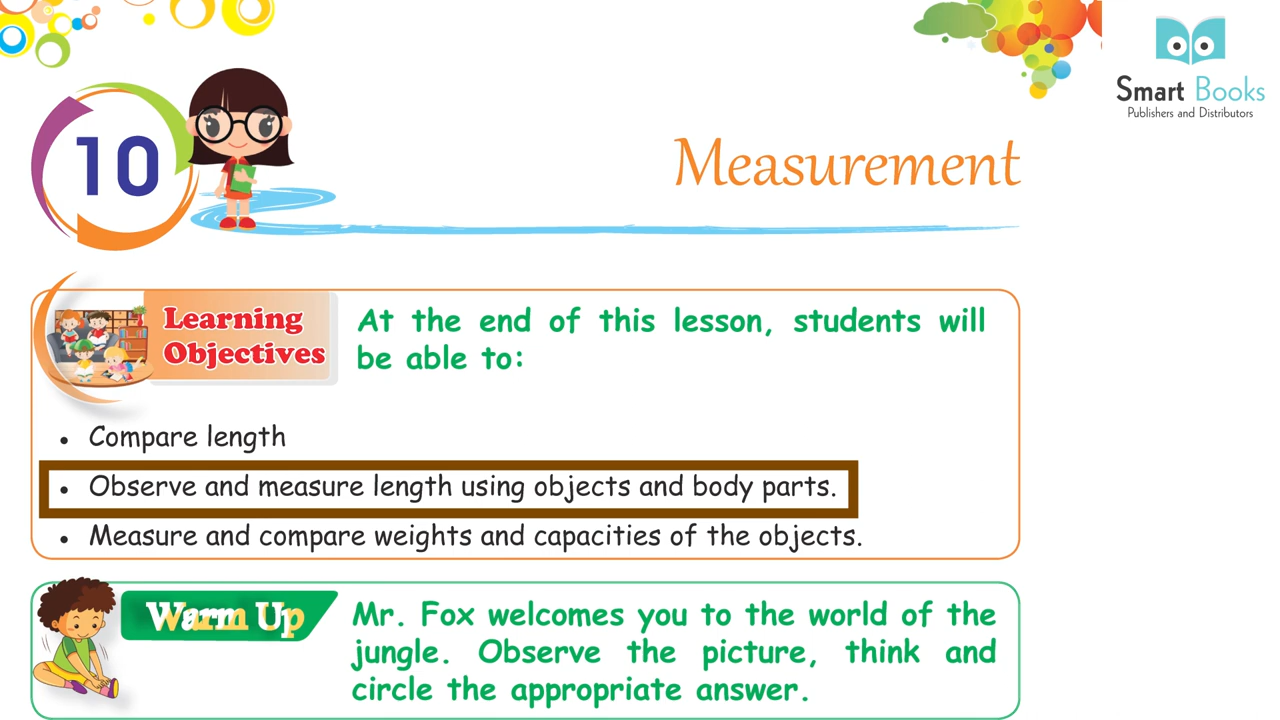 Smart Books
Publishers and Distributors
10
Measurement
Learning
Objectives
At the end of this lesson, students will
be able to:
• Compare length
• Observe and measure length using objects and body parts.
• Measure and compare weights and capacities of the objects.
Warm Up
Mr. Fox welcomes you to the world of the
jungle. Observe the picture, think and
circle the appropriate answer.